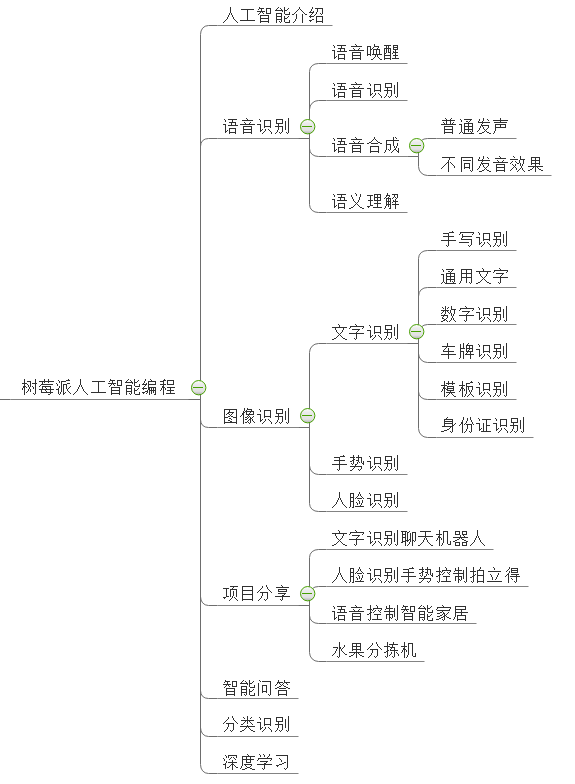 人工智能介绍
语音唤醒
语音识别
语音识别
语音合成
普通发声
不同发音效果
语义理解
手写识别
通用文字
数字识别
文字识别
车牌识别
模板识别
身份证识别
树莓派人工智能编程
图像识别
手势识别
人脸识别
文字识别聊天机器人
人脸识别手势控制拍立得
项目分享
语音控制智能家居
水果分拣机
智能问答
分类识别
深度学习